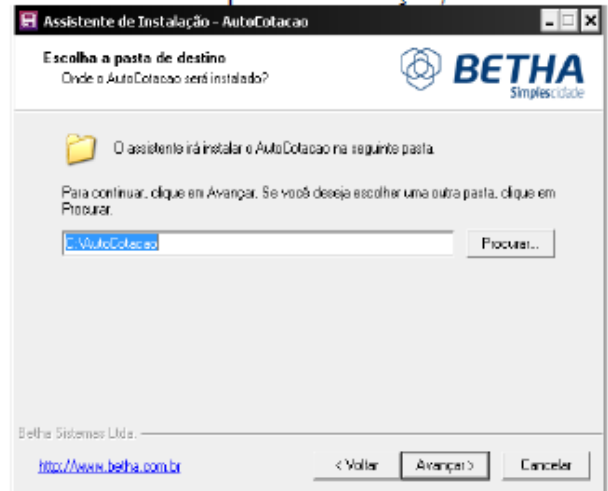 Assistente de Instalação - AutoCotacao
Escolha a pasta de destino
Onde o AutoCotacao será instalado?
BETHA
Simplescidade
O assistente irá instalar o AutoCotacao na seguinte pasta.
Para continuar, clique em Avançar. Se você deseja escolher uma outra pasta, clique em
Procurar.
C:\AutoCotacao
Procurar...
Betha Sistemas Ltda.
http://www.betha.com.br
< Voltar
Avançar >
Cancelar